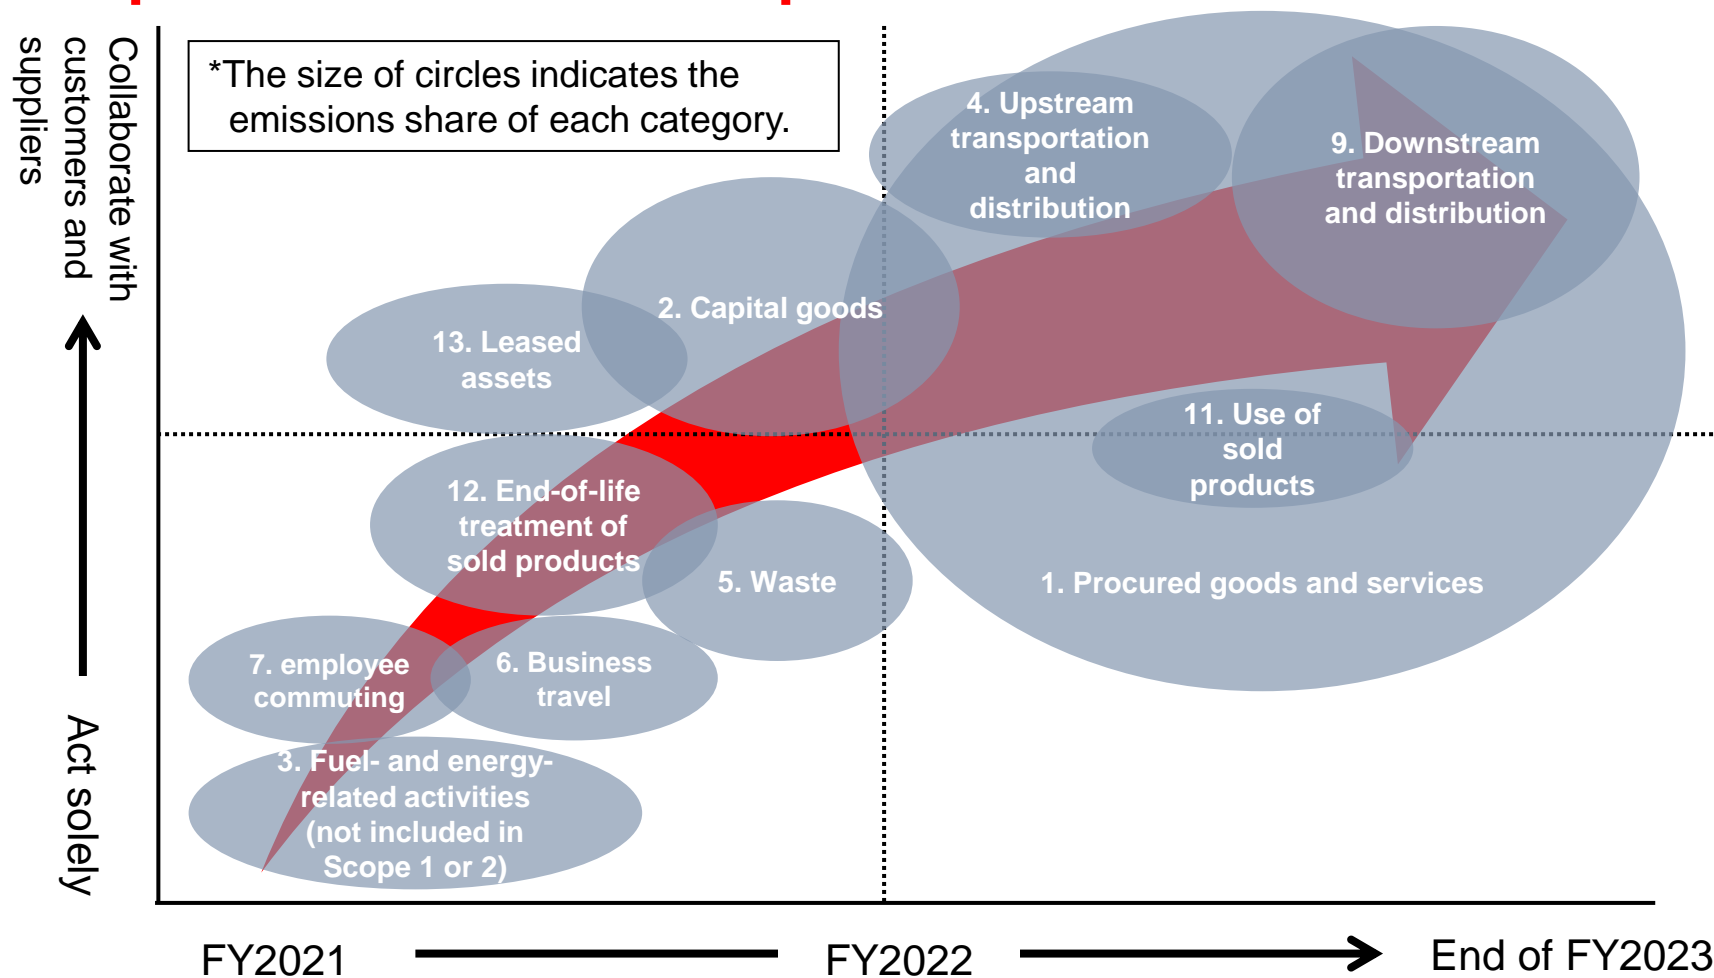 *The size of circles indicates the
emissions share of each category.
Collaborate with
customers and
suppliers
Act solely
4. Upstream
transportation
and
distribution
9. Downstream
transportation
and distribution
2. Capital goods
13. Leased
assets
11. Use of
sold
products
12. End-of-life
treatment of
sold products
5. Waste
1. Procured goods and services
7. employee
commuting
6. Business
travel
3. Fuel- and energy-
related activities
(not included in
Scope 1 or 2)
FY2021
FY2022
End of FY2023